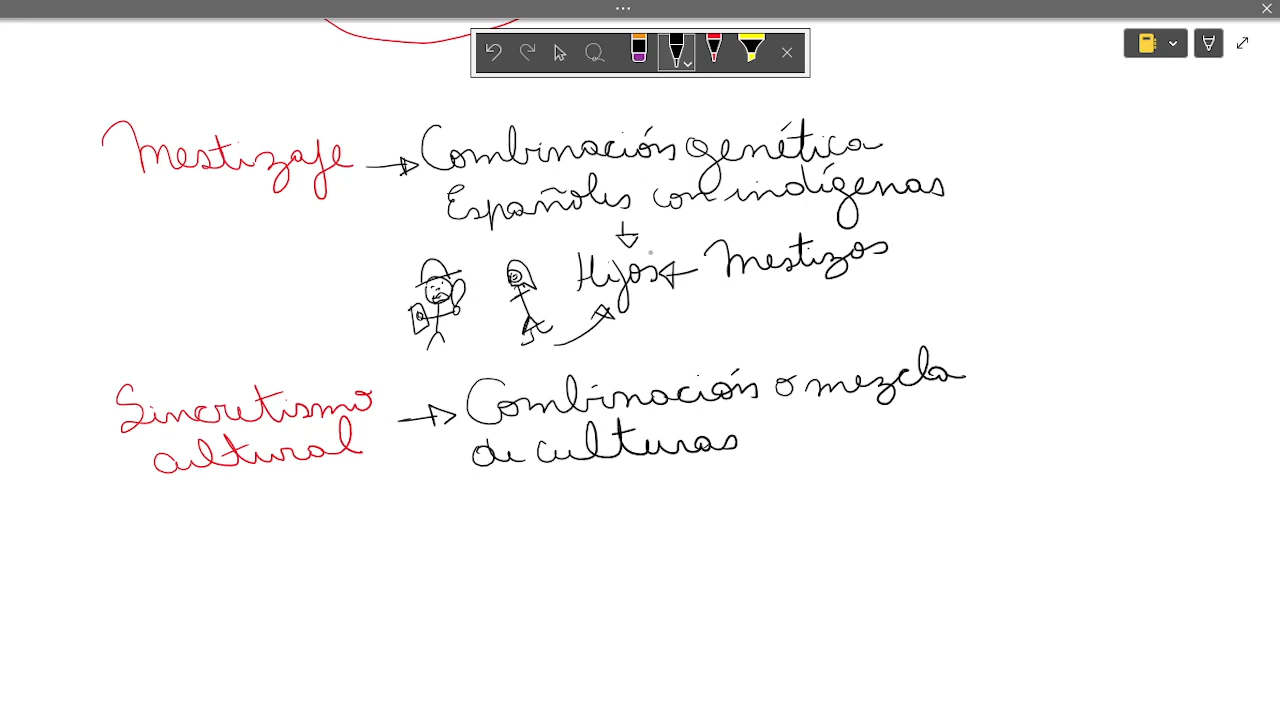 Mestizaje → Combinación genética
Españoles con indígenas
Hijos ← Mestizos
Sincretismo → Combinación o mezcla
cultural de culturas